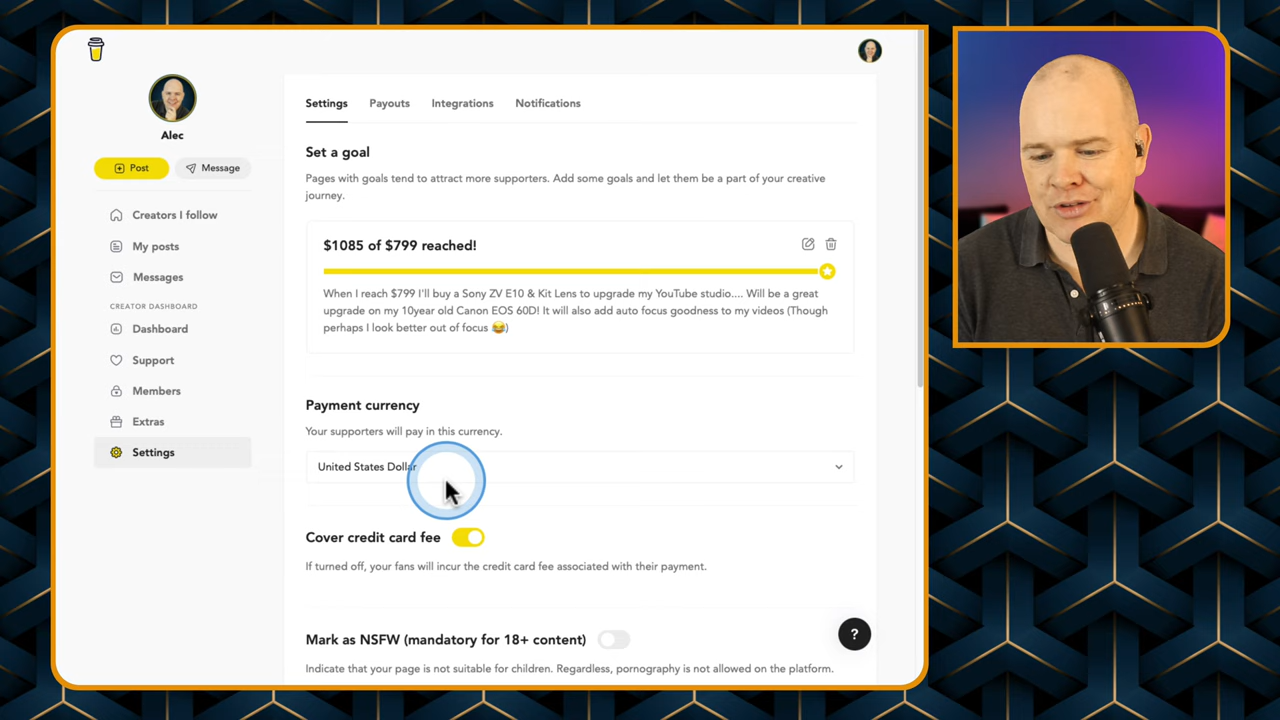 Alec
Post
Message
Creators I follow
My posts
Messages
CREATOR DASHBOARD
Dashboard
Support
Members
Extras
Settings
Settings
Payouts
Integrations
Notifications
Set a goal
Pages with goals tend to attract more supporters. Add some goals and let them be a part of your creative
journey.
$1085 of $799 reached!
When I reach $799 I'll buy a Sony ZV E10 & Kit Lens to upgrade my YouTube studio.... Will be a great
upgrade on my 10year old Canon EOS 60D! It will also add auto focus goodness to my videos (Though
perhaps I look better out of focus 😂)
Payment currency
Your supporters will pay in this currency.
United States Dollar
Cover credit card fee
If turned off, your fans will incur the credit card fee associated with their payment.
Mark as NSFW (mandatory for 18+ content)
Indicate that your page is not suitable for children. Regardless, pornography is not allowed on the platform.
?